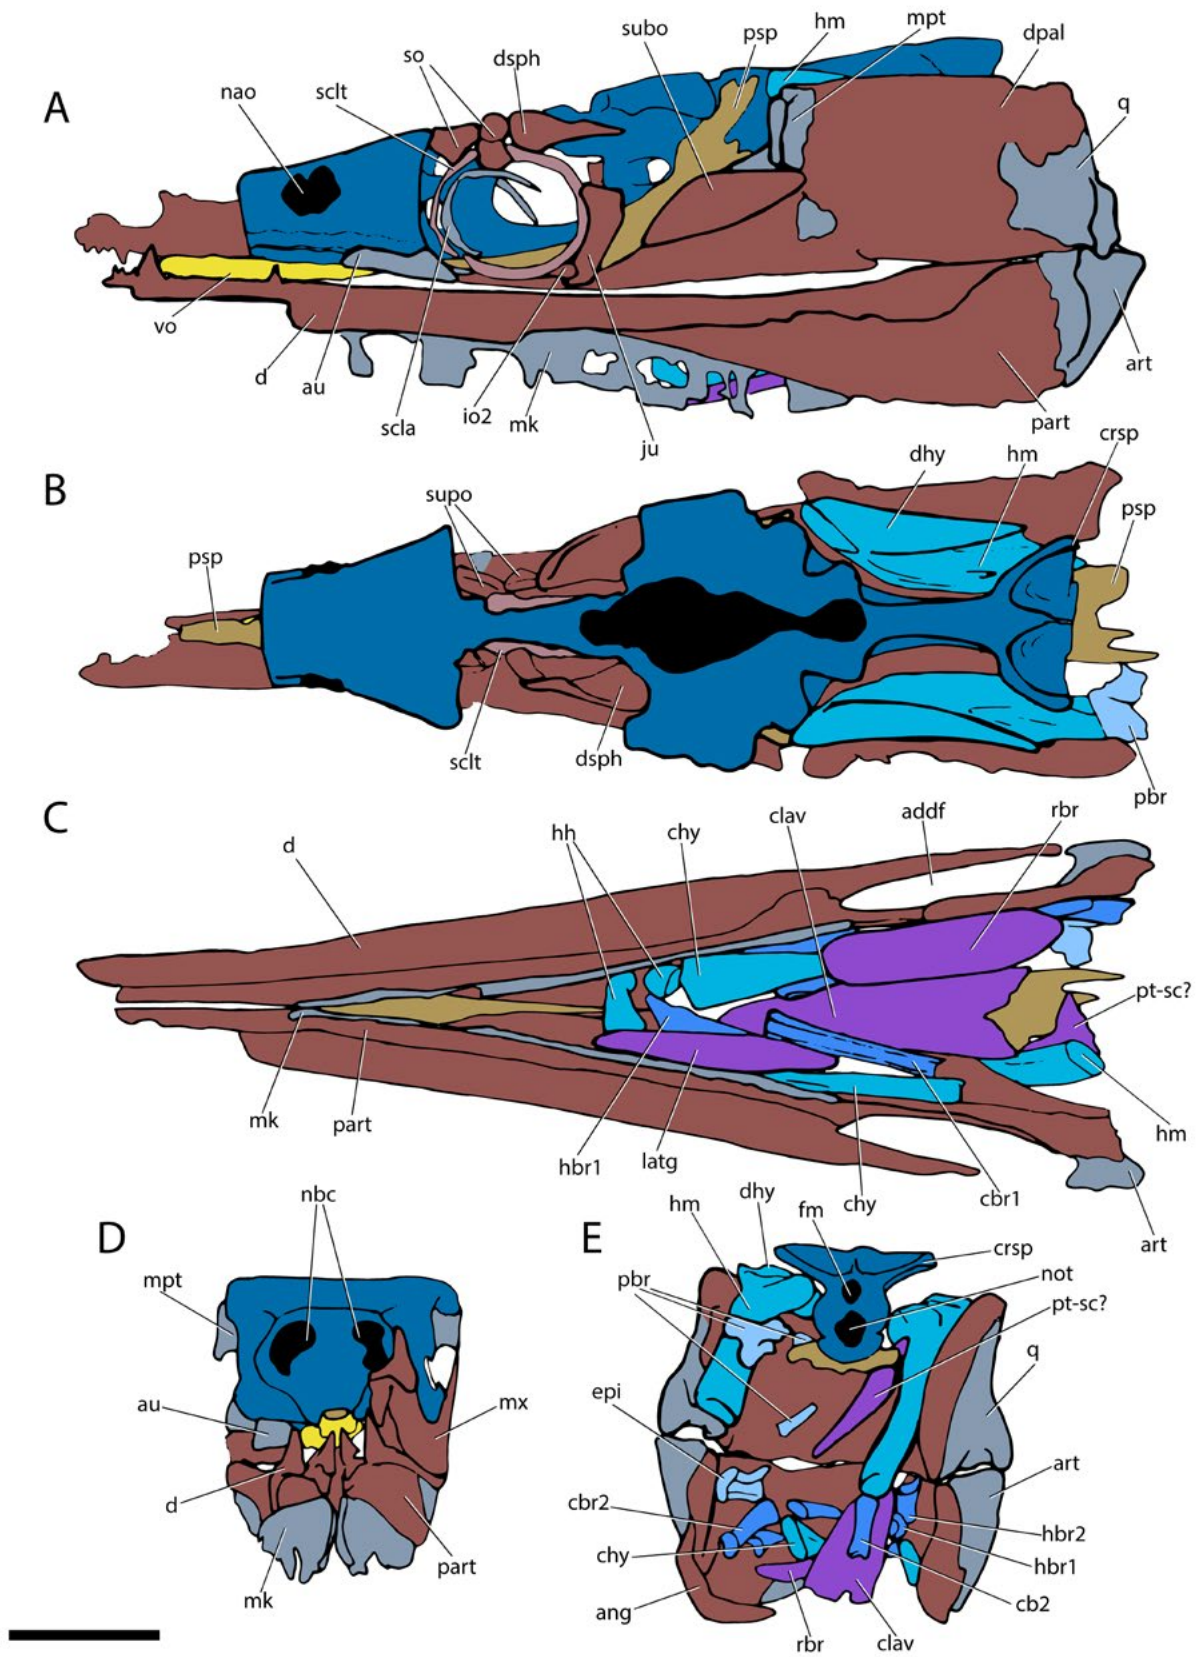 A
nao
sclt
so
dsph
subo
psp
hm
mpt
dpal
q
vo
d
au
scla
io2
mk
ju
part
art
B
psp
supo
dhy
hm
crsp
psp
sclt
dsph
pbr
C
d
hh
chy
clav
addf
rbr
pt-sc?
mk
part
hbr1
latg
chy
cbr1
hm
art
D
nbc
mpt
au
mx
d
mk
part
E
hm
dhy
fm
crsp
pbr
not
pt-sc?
q
epi
art
cbr2
hbr2
chy
hbr1
ang
cb2
rbr
clav